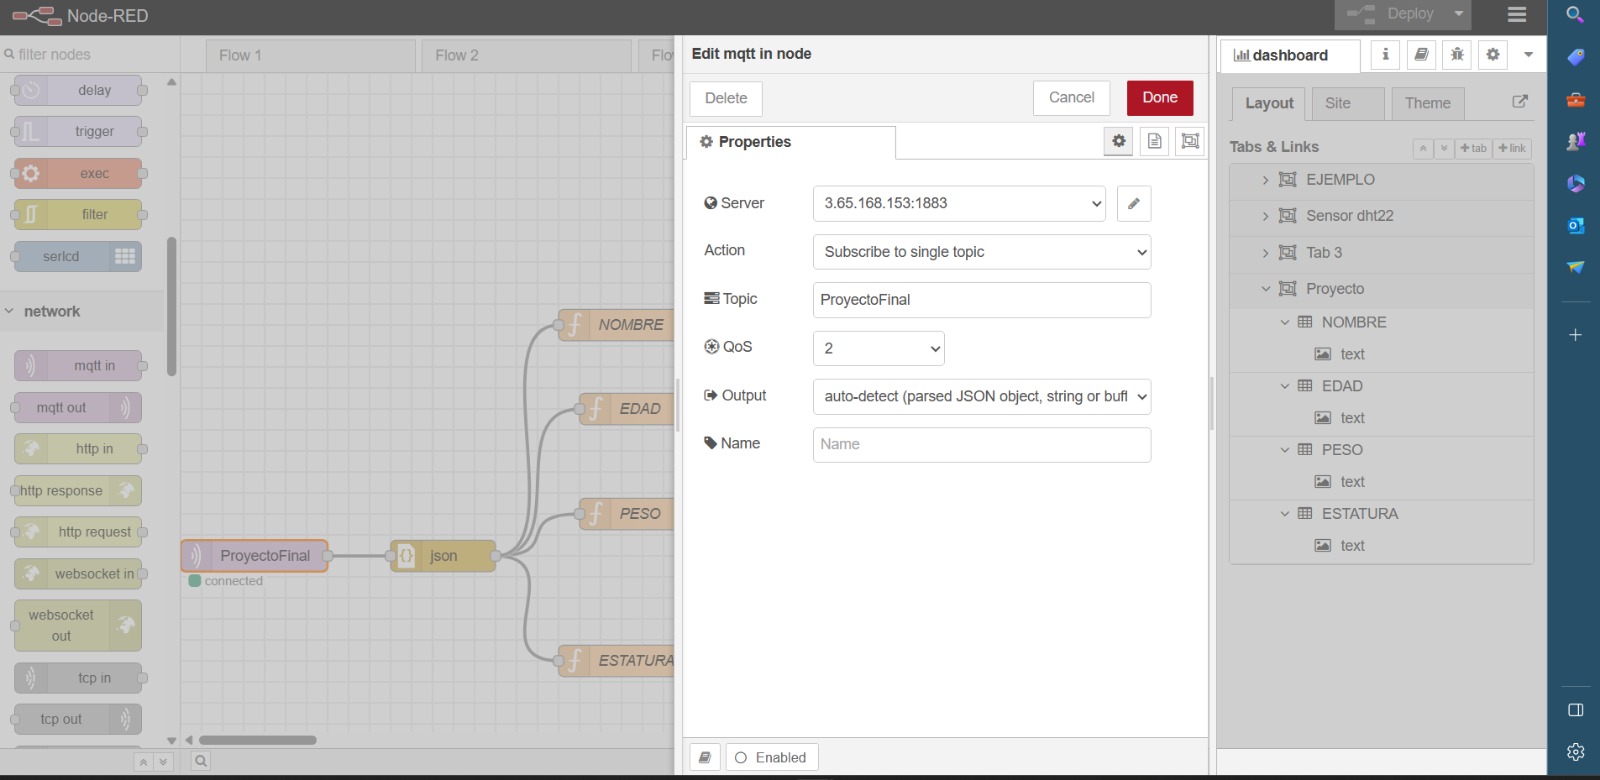 Node-RED
Deploy
filter nodes
Flow 1
Flow 2
Flo
delay
trigger
exec
filter
serlcd
network
mqtt in
mqtt out
http in
http response
http request
websocket in
websocket
out
tcp in
tcp out
ProyectoFinal
connected
json
NOMBRE
EDAD
PESO
ESTATURA
Edit mqtt in node
Delete
Cancel
Done
Properties
Server
3.65.168.153:1883
Action
Subscribe to single topic
Topic
ProyectoFinal
QoS
2
Output
auto-detect (parsed JSON object, string or buff
Name
Name
Enabled
dashboard
Layout
Site
Theme
Tabs & Links
+ tab
+ link
EJEMPLO
Sensor dht22
Tab 3
Proyecto
NOMBRE
text
EDAD
text
PESO
text
ESTATURA
text